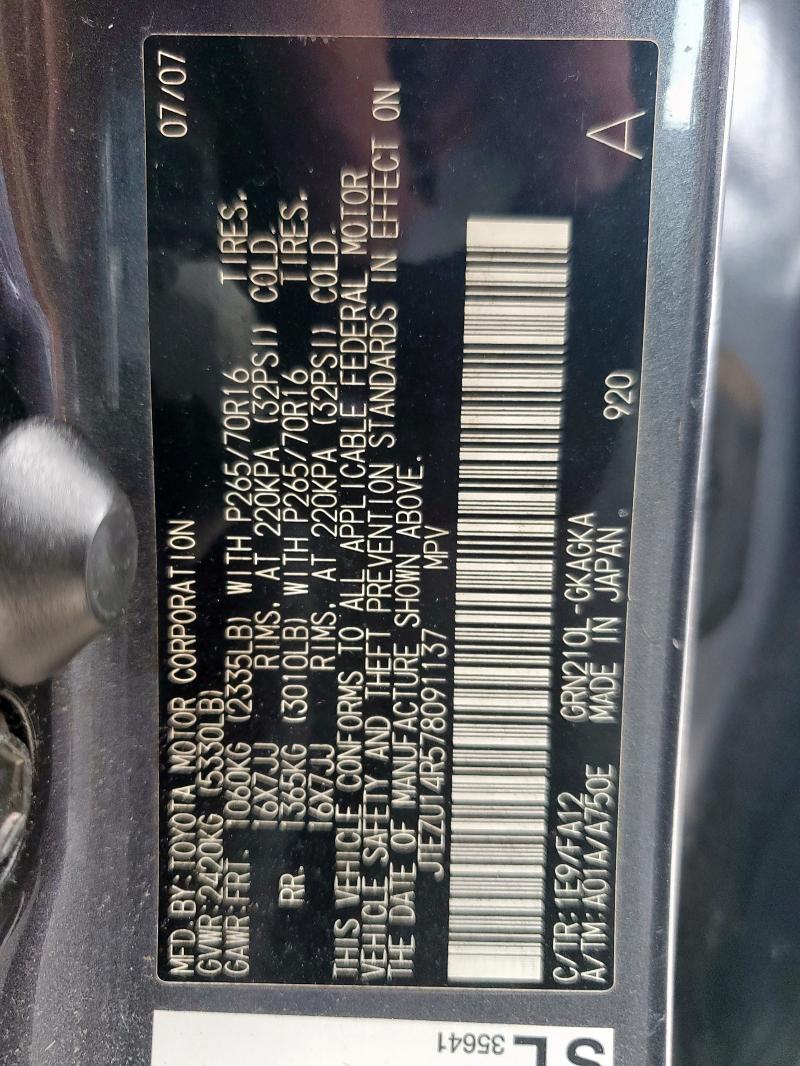 07/07
MFD. BY: TOYOTA MOTOR CORPORATION
GVWR: 2420KG (5330LB)
GAWR: FRT. 1060KG (2335LB) WITH P265/70R16 TIRES.
16X7JJ RIMS, AT 220KPA (32PSI) COLD.
RR. 1365KG (3010LB) WITH P265/70R16 TIRES.
16X7JJ RIMS, AT 220KPA (32PSI) COLD.
THIS VEHICLE CONFORMS TO ALL APPLICABLE FEDERAL MOTOR
VEHICLE SAFETY AND THEFT PREVENTION STANDARDS IN EFFECT ON
THE DATE OF MANUFACTURE SHOWN ABOVE.
JTEZU14R578091137 MPV
C/TR: 1E9/FA12 GRN210L-GKAGKA
A/TM: A01A/A750E MADE IN JAPAN. 920 A
35641